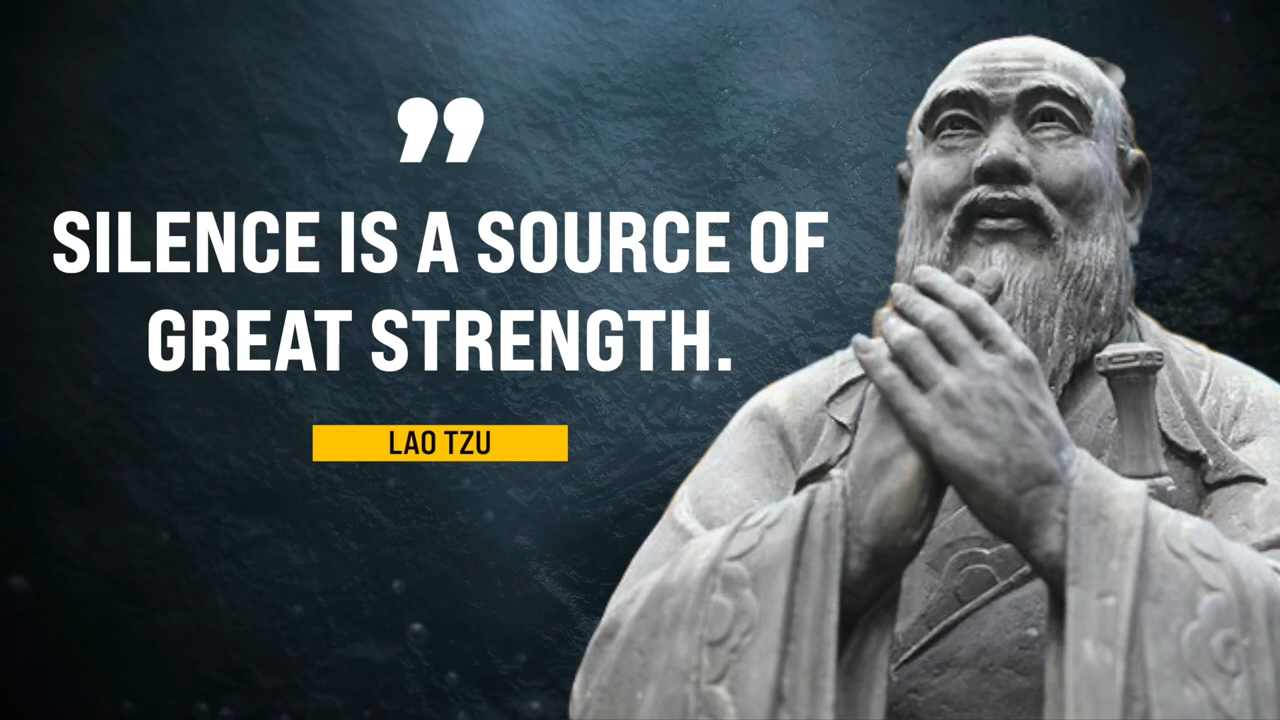 ”
SILENCE IS A SOURCE OF
GREAT STRENGTH.
LAO TZU